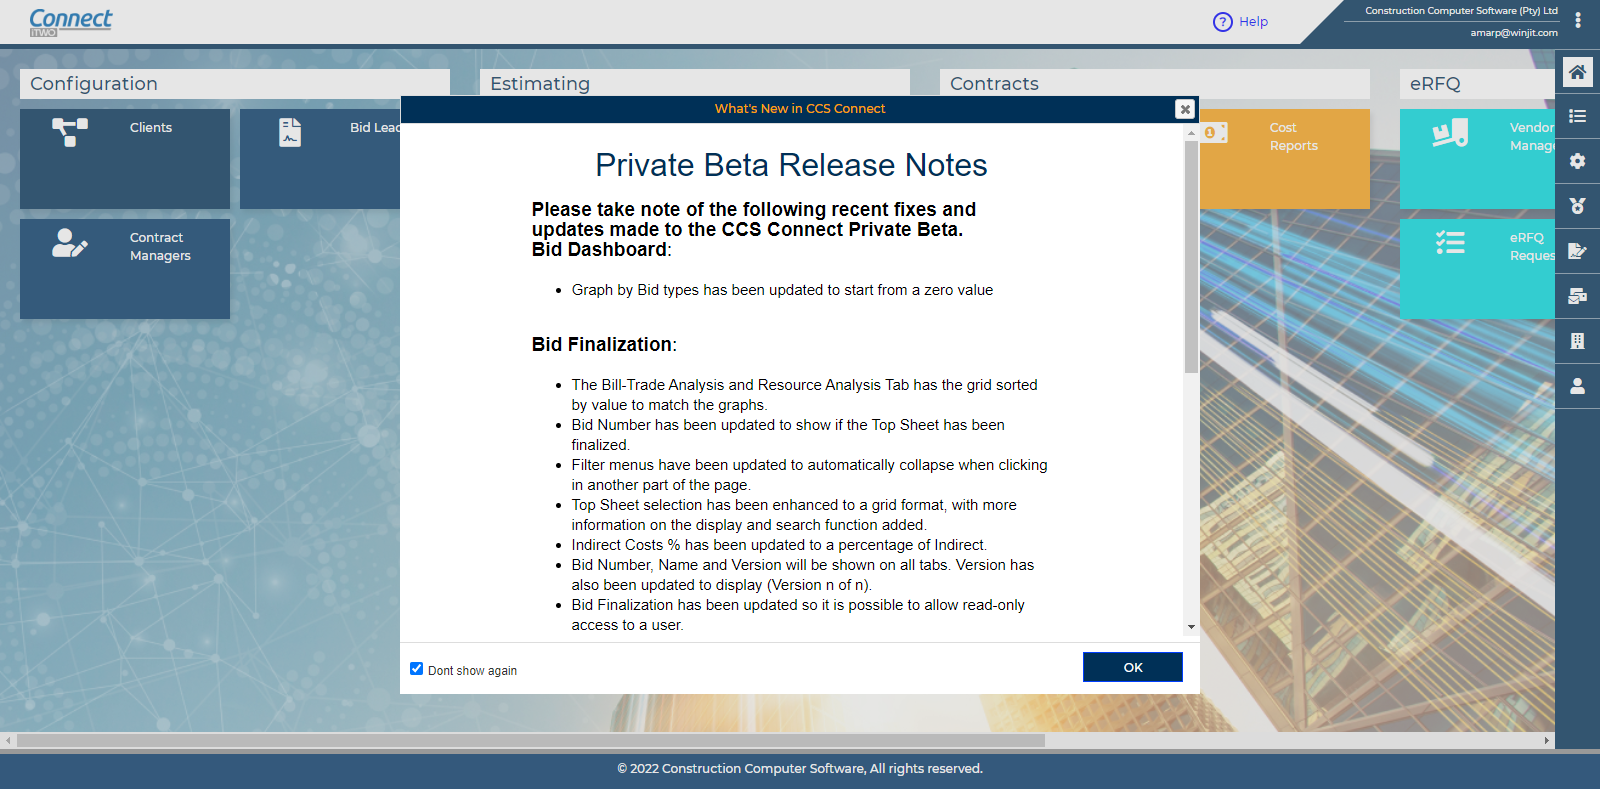 Connect
iTWO
Help
Construction Computer Software (Pty) Ltd
amarp@winjit.com
Configuration
Estimating
Contracts
eRFQ
Clients
Bid Lead
Contract
Managers
Cost
Reports
Vendor
Manage
eRFQ
Reques
What's New in CCS Connect
Private Beta Release Notes
Please take note of the following recent fixes and
updates made to the CCS Connect Private Beta.
Bid Dashboard:
• Graph by Bid types has been updated to start from a zero value
Bid Finalization:
• The Bill-Trade Analysis and Resource Analysis Tab has the grid sorted
by value to match the graphs.
• Bid Number has been updated to show if the Top Sheet has been
finalized.
• Filter menus have been updated to automatically collapse when clicking
in another part of the page.
• Top Sheet selection has been enhanced to a grid format, with more
information on the display and search function added.
• Indirect Costs % has been updated to a percentage of Indirect.
• Bid Number, Name and Version will be shown on all tabs. Version has
also been updated to display (Version n of n).
• Bid Finalization has been updated so it is possible to allow read-only
access to a user.
Dont show again
OK
© 2022 Construction Computer Software, All rights reserved.